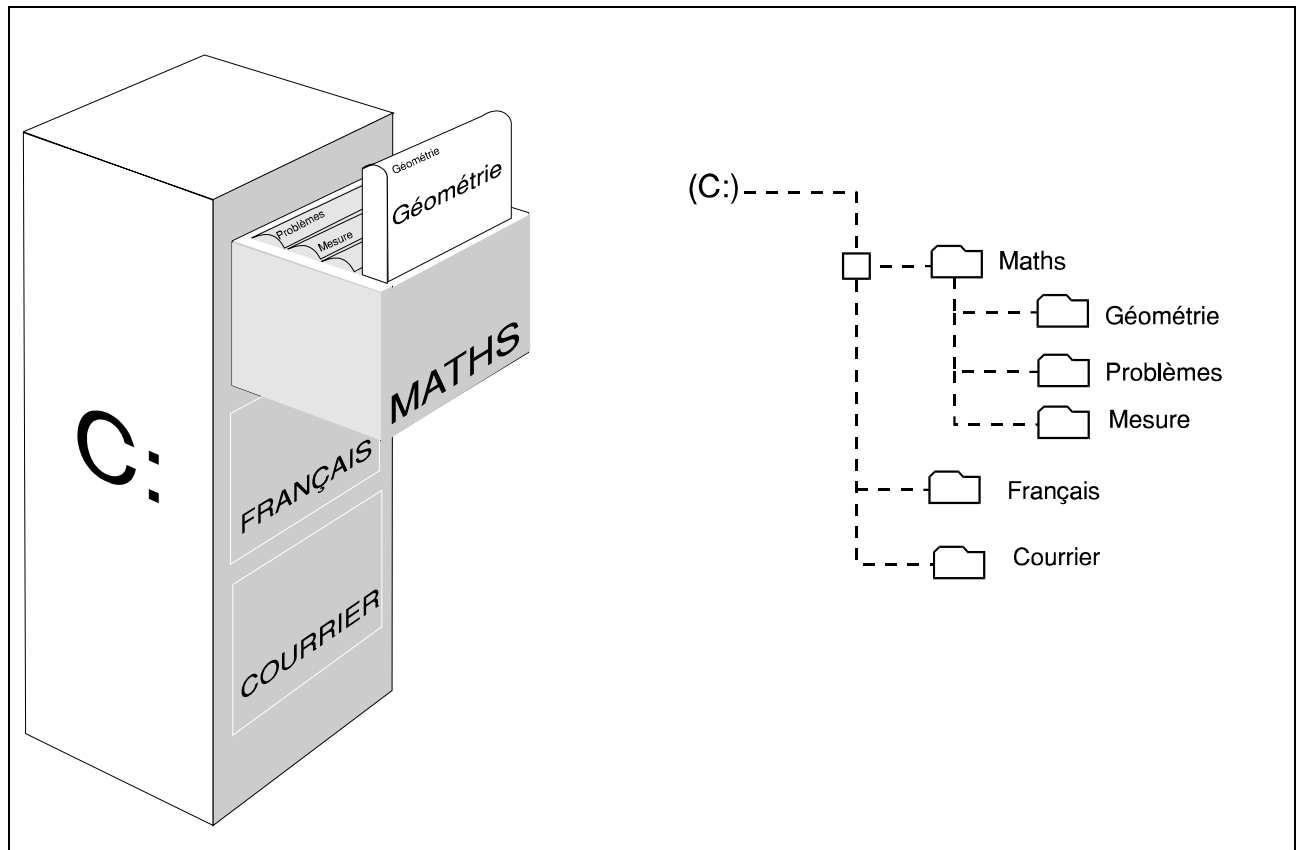 Géométrie
Géométrie
Problèmes
Mesure
MATHS
C:
FRANÇAIS
COURRIER
(C:)
Maths
Géométrie
Problèmes
Mesure
Français
Courrier